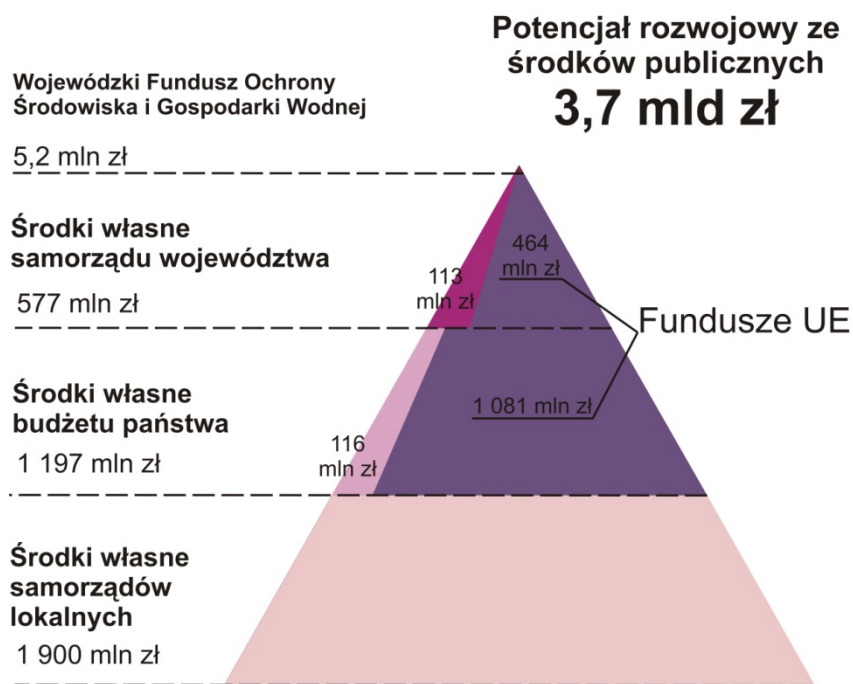 Potencjał rozwojowy ze
środków publicznych
3,7 mld zł
Wojewódzki Fundusz Ochrony
Środowiska i Gospodarki Wodnej
5,2 mln zł
Środki własne
samorządu województwa
577 mln zł
113
mln zł
464
mln zł
Fundusze UE
Środki własne
budżetu państwa
1 197 mln zł
116
mln zł
1 081 mln zł
Środki własne
samorządów
lokalnych
1 900 mln zł